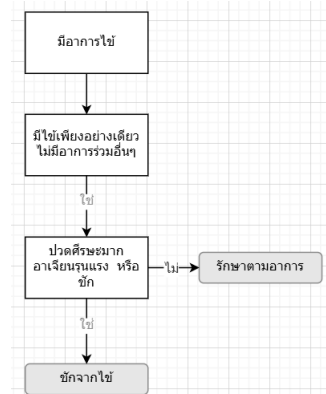 มีอาการไข้
มีไข้เพียงอย่างเดียว
ไม่มีอาการร่วมอื่นๆ
ใช่
ปวดศีรษะมาก
อาเจียนรุนแรง หรือ
ชัก
ไม่
รักษาตามอาการ
ใช่
ชักจากไข้